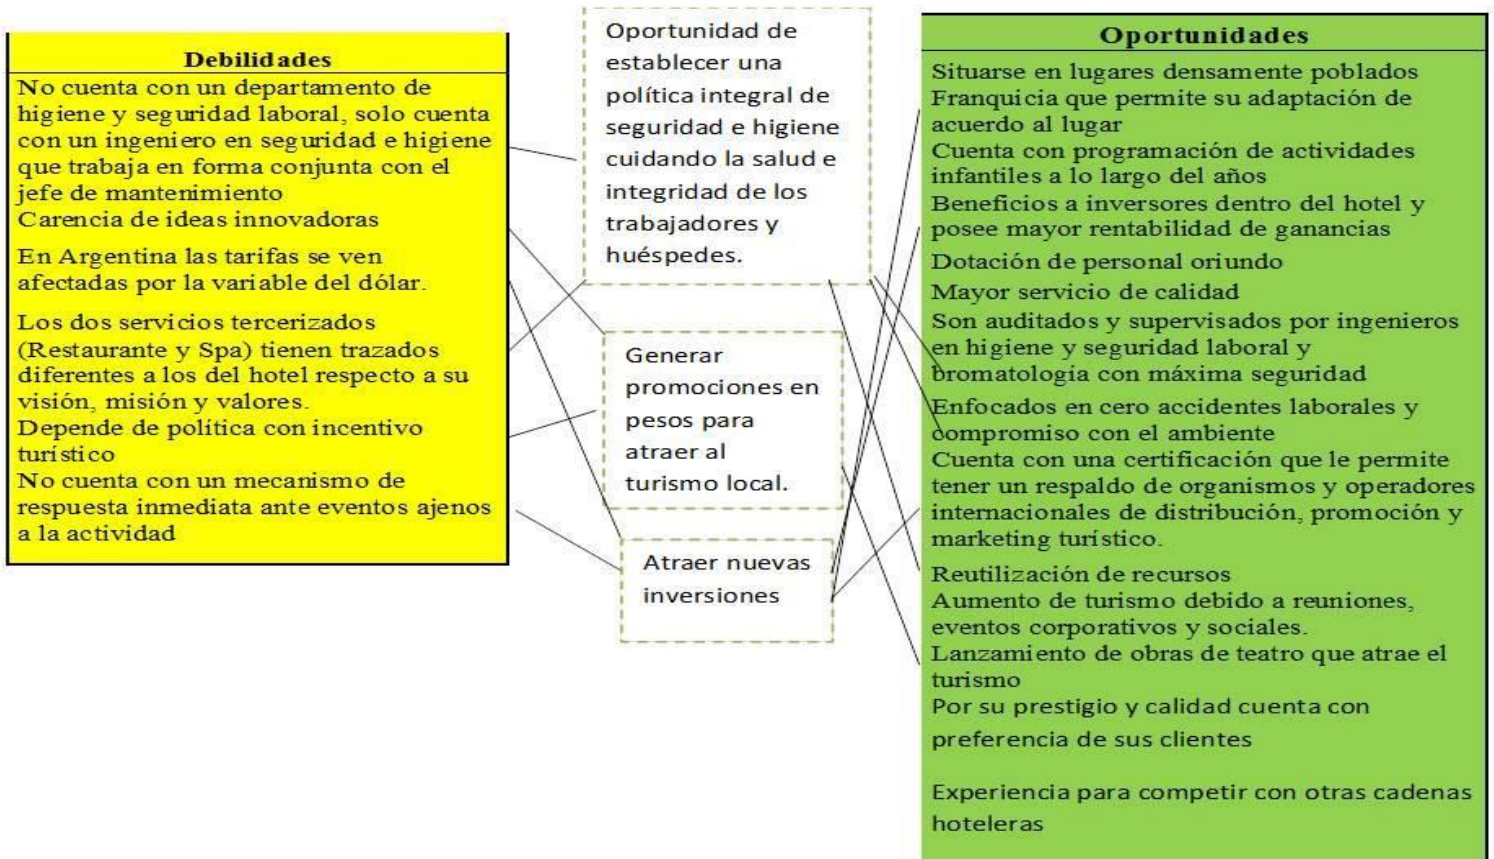 Debilidades
No cuenta con un departamento de
higiene y seguridad laboral, solo cuenta
con un ingeniero en seguridad e higiene
que trabaja en forma conjunta con el
jefe de mantenimiento
Carencia de ideas innovadoras
En Argentina las tarifas se ven
afectadas por la variable del dólar.
Los dos servicios tercerizados
(Restaurante y Spa) tienen trazados
diferentes a los del hotel respecto a su
visión, misión y valores.
Depende de política con incentivo
turístico
No cuenta con un mecanismo de
respuesta inmediata ante eventos ajenos
a la actividad
Oportunidad de
establecer una
política integral de
seguridad e higiene
cuidando la salud e
integridad de los
trabajadores y
huéspedes.
Generar
promociones en
pesos para
atraer al
turismo local.
Atraer nuevas
inversiones
Oportunidades
Situarse en lugares densamente poblados
Franquicia que permite su adaptación de
acuerdo al lugar
Cuenta con programación de actividades
infantiles a lo largo del años
Beneficios a inversores dentro del hotel y
posee mayor rentabilidad de ganancias
Dotación de personal oriundo
Mayor servicio de calidad
Son auditados y supervisados por ingenieros
en higiene y seguridad laboral y
bromatología con máxima seguridad
Enfocados en cero accidentes laborales y
compromiso con el ambiente
Cuenta con una certificación que le permite
tener un respaldo de organismos y operadores
internacionales de distribución, promoción y
marketing turístico.
Reutilización de recursos
Aumento de turismo debido a reuniones,
eventos corporativos y sociales.
Lanzamiento de obras de teatro que atrae el
turismo
Por su prestigio y calidad cuenta con
preferencia de sus clientes
Experiencia para competir con otras cadenas
hoteleras